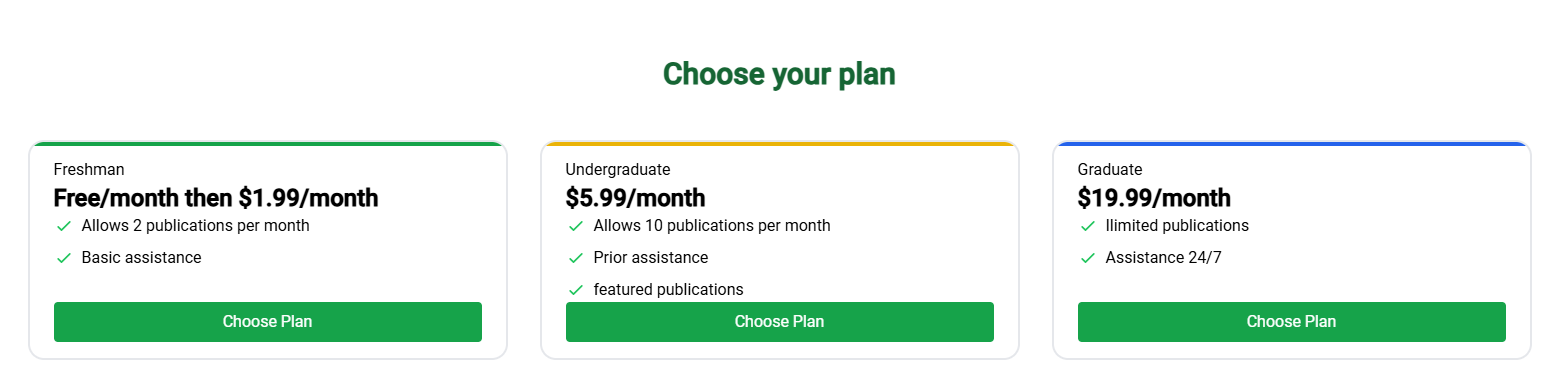 Choose your plan
Freshman
Free/month then $1.99/month
Allows 2 publications per month
Basic assistance
Choose Plan
Undergraduate
$5.99/month
Allows 10 publications per month
Prior assistance
featured publications
Choose Plan
Graduate
$19.99/month
Ilimited publications
Assistance 24/7
Choose Plan